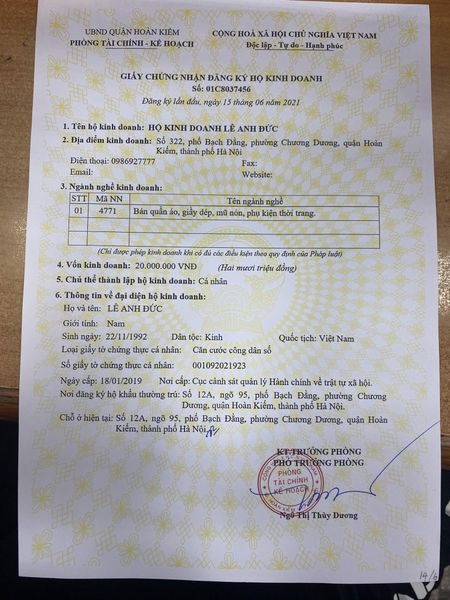 UBND QUẬN HOÀN KIẾM
PHÒNG TÀI CHÍNH - KẾ HOẠCH
CỘNG HOÀ XÃ HỘI CHỦ NGHĨA VIỆT NAM
Độc lập - Tự do - Hạnh phúc
GIẤY CHỨNG NHẬN ĐĂNG KÝ HỘ KINH DOANH
Số: 01C8037456
Đăng ký lần đầu, ngày 15 tháng 06 năm 2021
1. Tên hộ kinh doanh: HỘ KINH DOANH LÊ ANH ĐỨC
2. Địa điểm kinh doanh: Số 322, phố Bạch Đằng, phường Chương Dương, quận Hoàn
Kiếm, thành phố Hà Nội
Điện thoại: 0986927777 Fax:
Email: Website:
3. Ngành nghề kinh doanh:
STT Mã NN Tên ngành nghề
01 4771 Bán quần áo, giầy dép, mũ nón, phụ kiện thời trang.
(Chỉ được phép kinh doanh khi có đủ các điều kiện theo quy định của Pháp luật)
4. Vốn kinh doanh: 20.000.000 VNĐ (Hai mươi triệu đồng)
5. Chủ thể thành lập hộ kinh doanh: Cá nhân
6. Thông tin về đại diện hộ kinh doanh:
Họ và tên: LÊ ANH ĐỨC
Giới tính: Nam
Sinh ngày: 22/11/1992 Dân tộc: Kinh Quốc tịch: Việt Nam
Loại giấy tờ chứng thực cá nhân: Căn cước công dân số
Số giấy tờ chứng thực cá nhân: 001092021923
Ngày cấp: 18/01/2019 Nơi cấp: Cục cảnh sát quản lý Hành chính về trật tự xã hội.
Nơi đăng ký hộ khẩu thường trú: Số 12A, ngõ 95, phố Bạch Đằng, phường Chương
Dương, quận Hoàn Kiếm, thành phố Hà Nội.
Chỗ ở hiện tại: Số 12A, ngõ 95, phố Bạch Đằng, phường Chương Dương, quận Hoàn
Kiếm, thành phố Hà Nội.
KT.TRƯỞNG PHÒNG
PHÓ TRƯỞNG PHÒNG
PHÒNG
TÀI CHÍNH
KẾ HOẠCH
Ngô Thị Thùy Dương